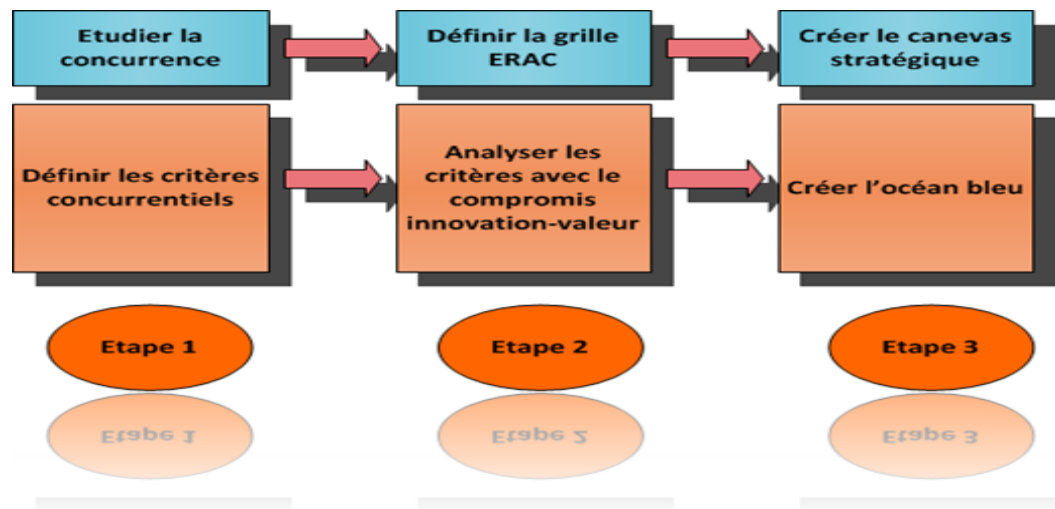 Etudier la
concurrence
Définir la grille
ERAC
Créer le canevas
stratégique
Définir les critères
concurrentiels
Analyser les
critères avec le
compromis
innovation-valeur
Créer l'océan bleu
Etape 1
Etape 2
Etape 3